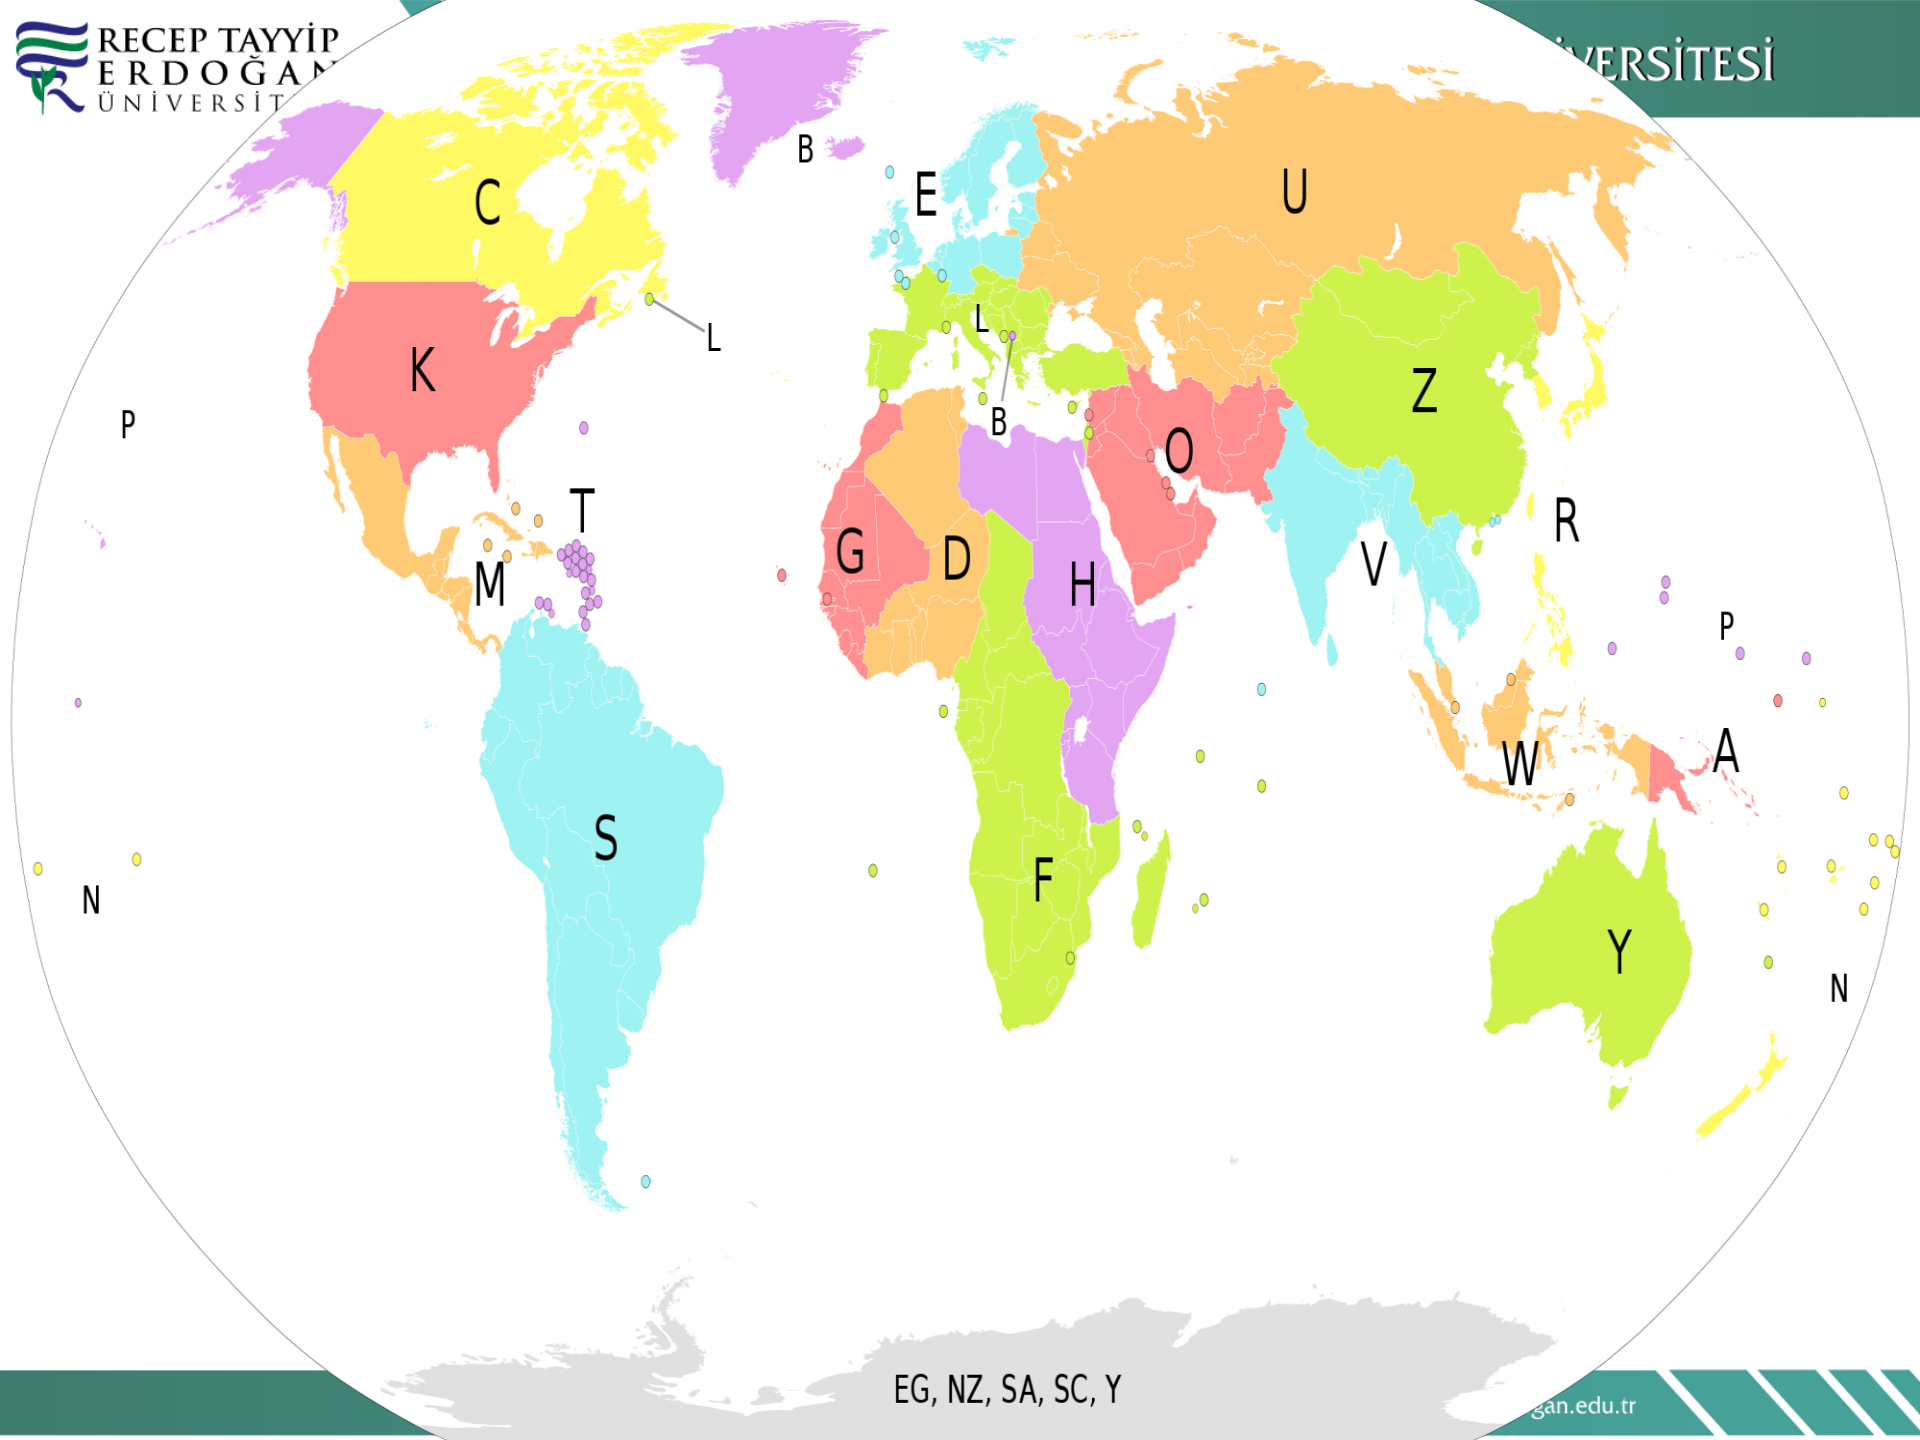 RECEP TAYYİP
ERDOĞAN
ÜNİVERSİT
İVERSİTESİ
B
E
U
C
L
L
K
Z
P
B
O
T
R
G
D
M
H
V
P
A
W
S
F
N
Y
N
EG, NZ, SA, SC, Y
gan.edu.tr